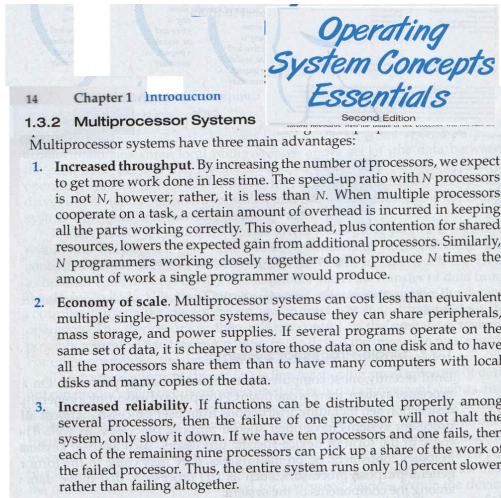 Operating
System Concepts
Essentials
Second Edition
14 Chapter 1 Introduction
1.3.2 Multiprocessor Systems
Multiprocessor systems have three main advantages:
1. Increased throughput. By increasing the number of processors, we expect
to get more work done in less time. The speed-up ratio with N processors
is not N, however; rather, it is less than N. When multiple processors
cooperate on a task, a certain amount of overhead is incurred in keeping
all the parts working correctly. This overhead, plus contention for shared
resources, lowers the expected gain from additional processors. Similarly,
N programmers working closely together do not produce N times the
amount of work a single programmer would produce.
2. Economy of scale. Multiprocessor systems can cost less than equivalent
multiple single-processor systems, because they can share peripherals,
mass storage, and power supplies. If several programs operate on the
same set of data, it is cheaper to store those data on one disk and to have
all the processors share them than to have many computers with local
disks and many copies of the data.
3. Increased reliability. If functions can be distributed properly among
several processors, then the failure of one processor will not halt the
system, only slow it down. If we have ten processors and one fails, then
each of the remaining nine processors can pick up a share of the work of
the failed processor. Thus, the entire system runs only 10 percent slower,
rather than failing altogether.